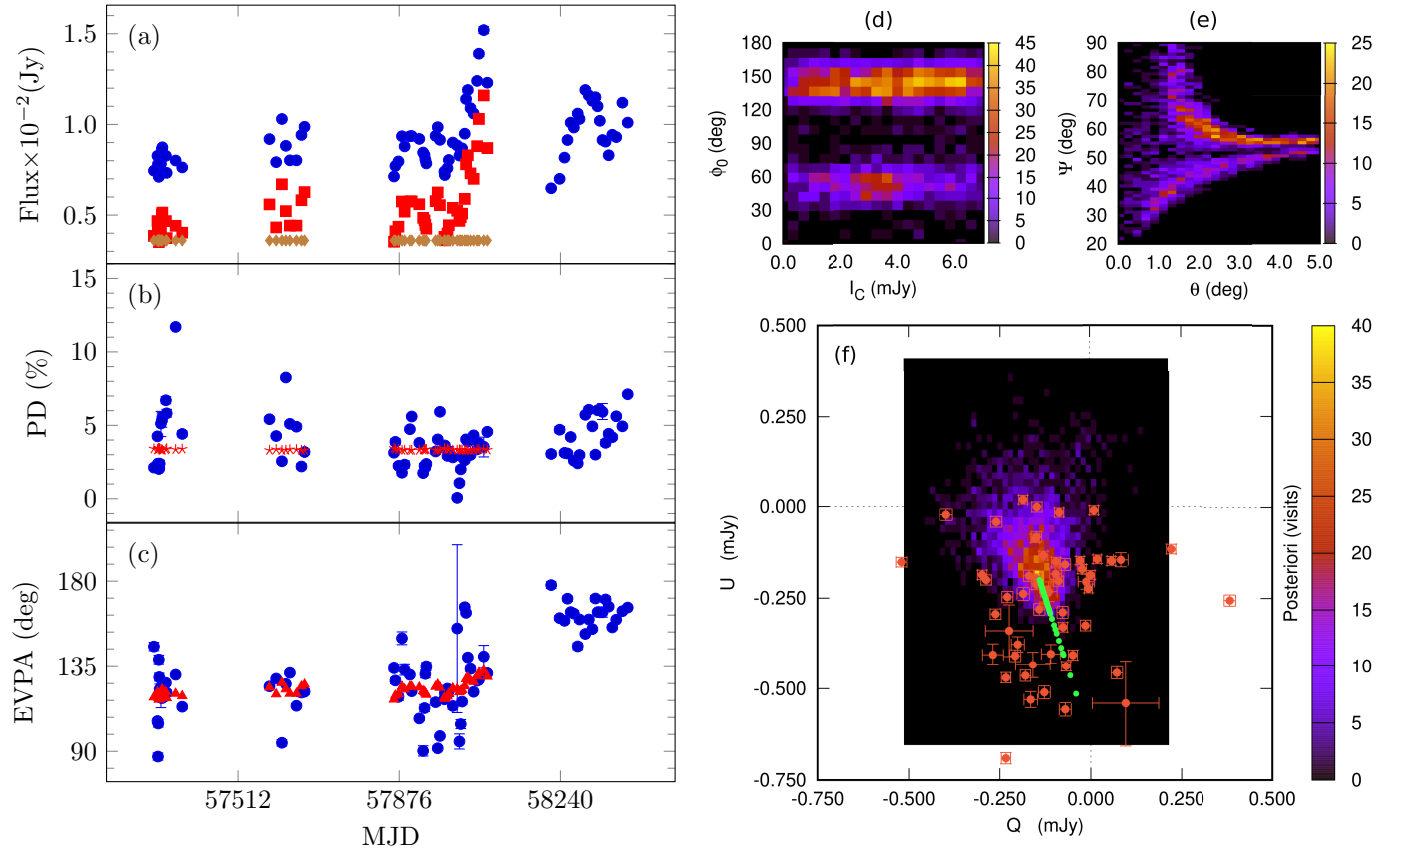 (a)
Flux×10⁻²(Jy)
1.5
1.0
0.5
(b)
PD (%)
15
10
5
0
(c)
EVPA (deg)
180
135
90
57512 57876 58240
MJD
(d)
ϕ₀ (deg)
180
150
120
90
60
30
0
0.0 2.0 4.0 6.0
I_C (mJy)
45
40
35
30
25
20
15
10
5
0
(e)
Ψ (deg)
90
80
70
60
50
40
30
20
0.0 1.0 2.0 3.0 4.0 5.0
θ (deg)
25
20
15
10
5
0
(f)
U (mJy)
0.500
0.250
0.000
-0.250
-0.500
-0.750
-0.750 -0.500 -0.250 0.000 0.250 0.500
Q (mJy)
Posteriori (visits)
40
35
30
25
20
15
10
5
0